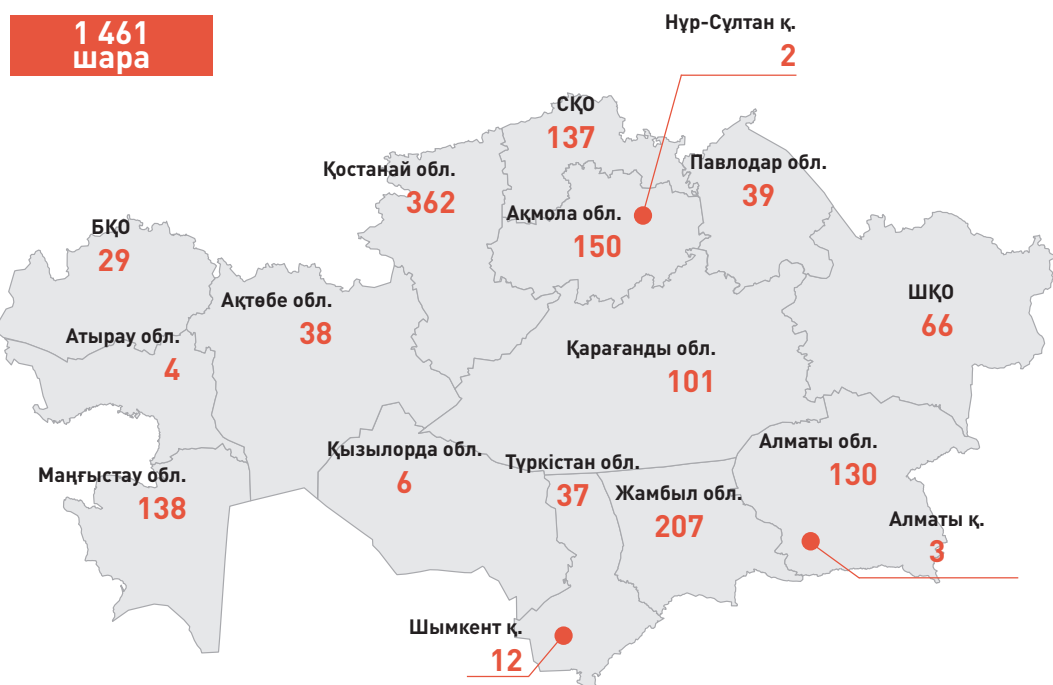 1 461
шара
Нұр-Сұлтан қ.
2
СҚО
137
Қостанай обл.
362
Павлодар обл.
39
Ақмола обл.
150
БҚО
29
Ақтөбе обл.
38
ШҚО
66
Атырау обл.
4
Қарағанды обл.
101
Маңғыстау обл.
138
Қызылорда обл.
6
Түркістан обл.
37
Жамбыл обл.
207
Алматы обл.
130
Алматы қ.
3
Шымкент қ.
12